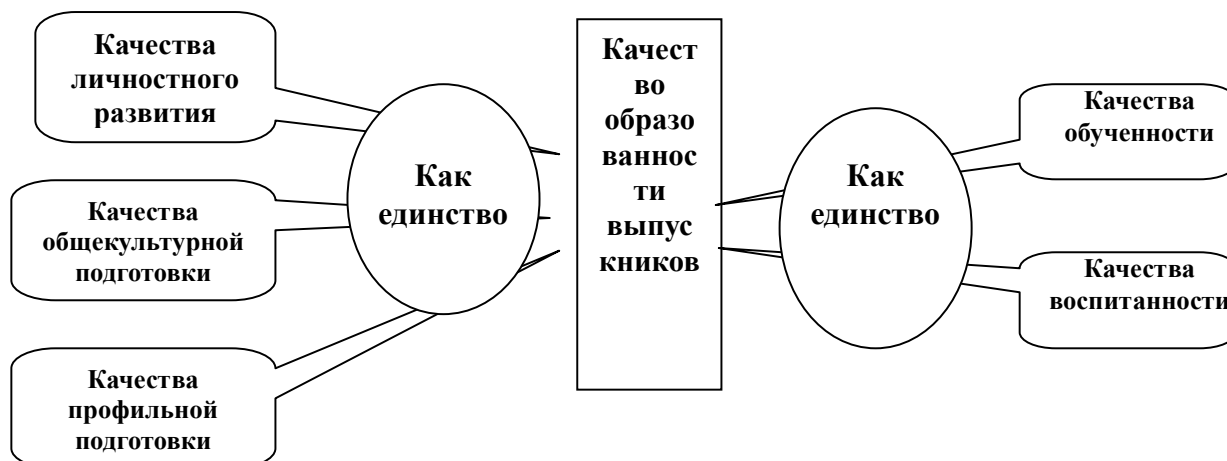 Качества
личностного
развития
Качества
общекультурной
подготовки
Качества
профильной
подготовки
Как
единство
Качест
во
образо
ваннос
ти
выпус
кников
Как
единство
Качества
обученности
Качества
воспитанности